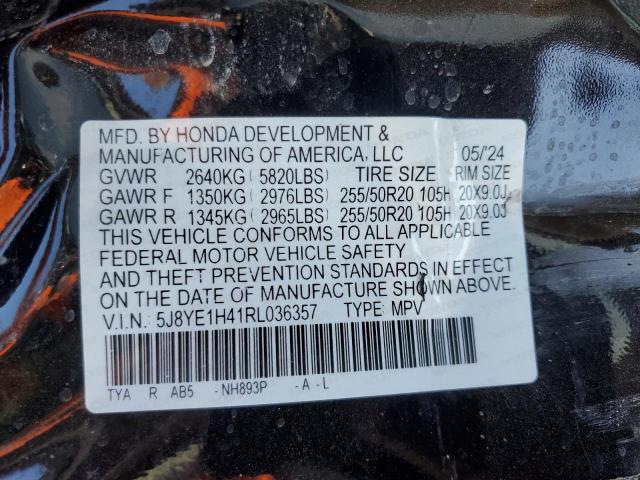 MFD. BY HONDA DEVELOPMENT &
MANUFACTURING OF AMERICA, LLC 05/'24
GVWR 2640KG (5820LBS) TIRE SIZE RIM SIZE
GAWR F 1350KG (2976LBS) 255/50R20 105H 20X9.0J
GAWR R 1345KG (2965LBS) 255/50R20 105H 20X9.0J
THIS VEHICLE CONFORMS TO ALL APPLICABLE
FEDERAL MOTOR VEHICLE SAFETY
AND THEFT PREVENTION STANDARDS IN EFFECT
ON THE DATE OF MANUFACTURE SHOWN ABOVE.
V.I.N. 5J8YE1H41RL036357 TYPE: MPV
TYA R AB5 - NH893P - A - L